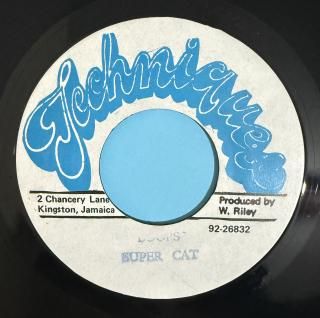 Techniques
2 Chancery Lane
Kingston, Jamaica
Produced by
W. Riley
92-26832
SUPER CAT